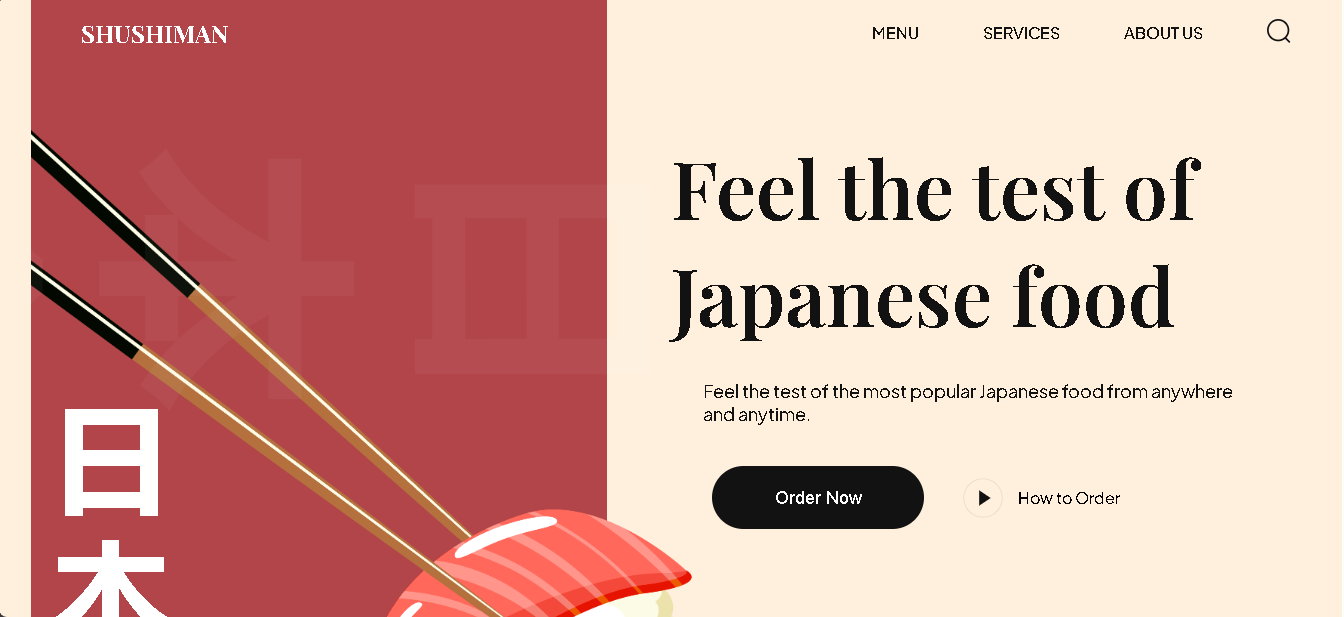 SHUSHIMAN
MENU
SERVICES
ABOUT US
Feel the test of
Japanese food
Feel the test of the most popular Japanese food from anywhere
and anytime.
Order Now
How to Order
日
本